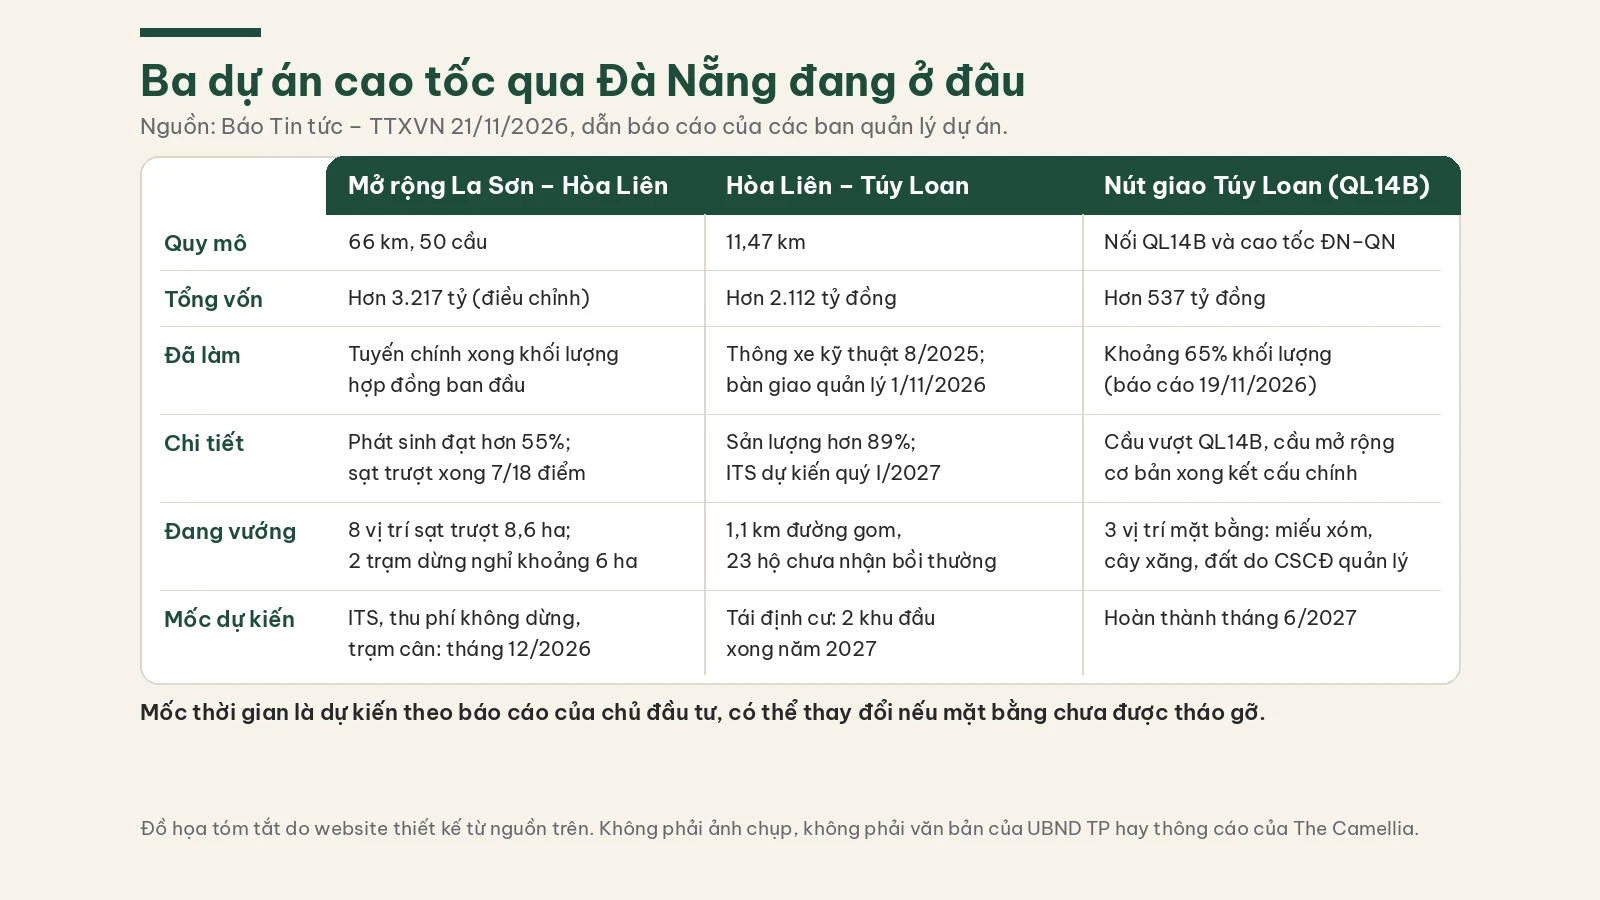 Ba dự án cao tốc qua Đà Nẵng đang ở đâu
Nguồn: Báo Tin tức – TTXVN 21/11/2026, dẫn báo cáo của các ban quản lý dự án.
Mở rộng La Sơn – Hòa Liên
Hòa Liên – Túy Loan
Nút giao Túy Loan (QL14B)
Quy mô
66 km, 50 cầu
11,47 km
Nối QL14B và cao tốc ĐN–QN
Tổng vốn
Hơn 3.217 tỷ (điều chỉnh)
Hơn 2.112 tỷ đồng
Hơn 537 tỷ đồng
Đã làm
Tuyến chính xong khối lượng
hợp đồng ban đầu
Thông xe kỹ thuật 8/2025;
bàn giao quản lý 1/11/2026
Khoảng 65% khối lượng
(báo cáo 19/11/2026)
Chi tiết
Phát sinh đạt hơn 55%;
sạt trượt xong 7/18 điểm
Sản lượng hơn 89%;
ITS dự kiến quý I/2027
Cầu vượt QL14B, cầu mở rộng
cơ bản xong kết cấu chính
Đang vướng
8 vị trí sạt trượt 8,6 ha;
2 trạm dừng nghỉ khoảng 6 ha
1,1 km đường gom,
23 hộ chưa nhận bồi thường
3 vị trí mặt bằng: miếu xóm,
cây xăng, đất do CSCĐ quản lý
Mốc dự kiến
ITS, thu phí không dừng,
trạm cân: tháng 12/2026
Tái định cư: 2 khu đầu
xong năm 2027
Hoàn thành tháng 6/2027
Mốc thời gian là dự kiến theo báo cáo của chủ đầu tư, có thể thay đổi nếu mặt bằng chưa được tháo gỡ.
Đồ họa tóm tắt do website thiết kế từ nguồn trên. Không phải ảnh chụp, không phải văn bản của UBND TP hay thông cáo của The Camellia.